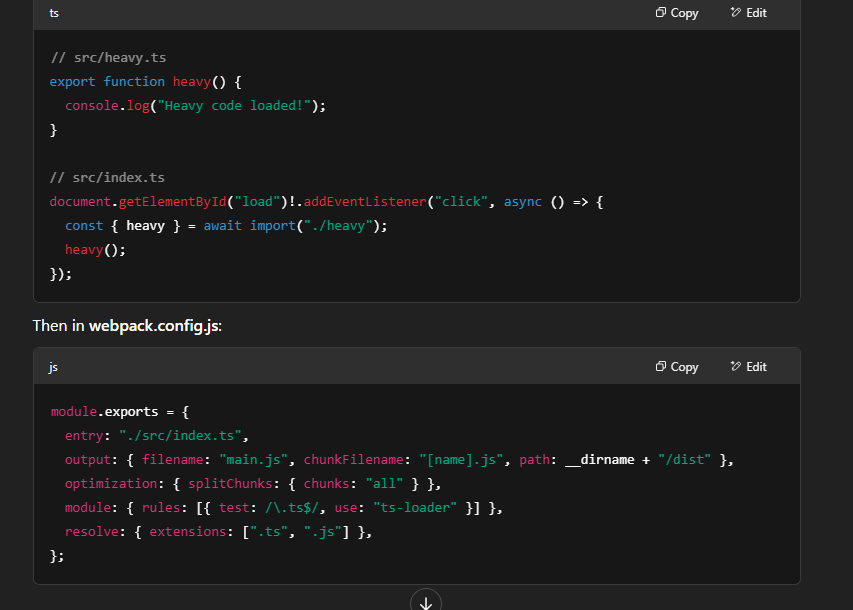 ts
Copy
Edit
// src/heavy.ts
export function heavy() {
  console.log("Heavy code loaded!");
}
// src/index.ts
document.getElementById("load")!.addEventListener("click", async () => {
  const { heavy } = await import("./heavy");
  heavy();
});
Then in webpack.config.js:
js
Copy
Edit
module.exports = {
  entry: "./src/index.ts",
  output: { filename: "main.js", chunkFilename: "[name].js", path: __dirname + "/dist" },
  optimization: { splitChunks: { chunks: "all" } },
  module: { rules: [{ test: /\.ts$/, use: "ts-loader" }] },
  resolve: { extensions: [".ts", ".js"] },
};